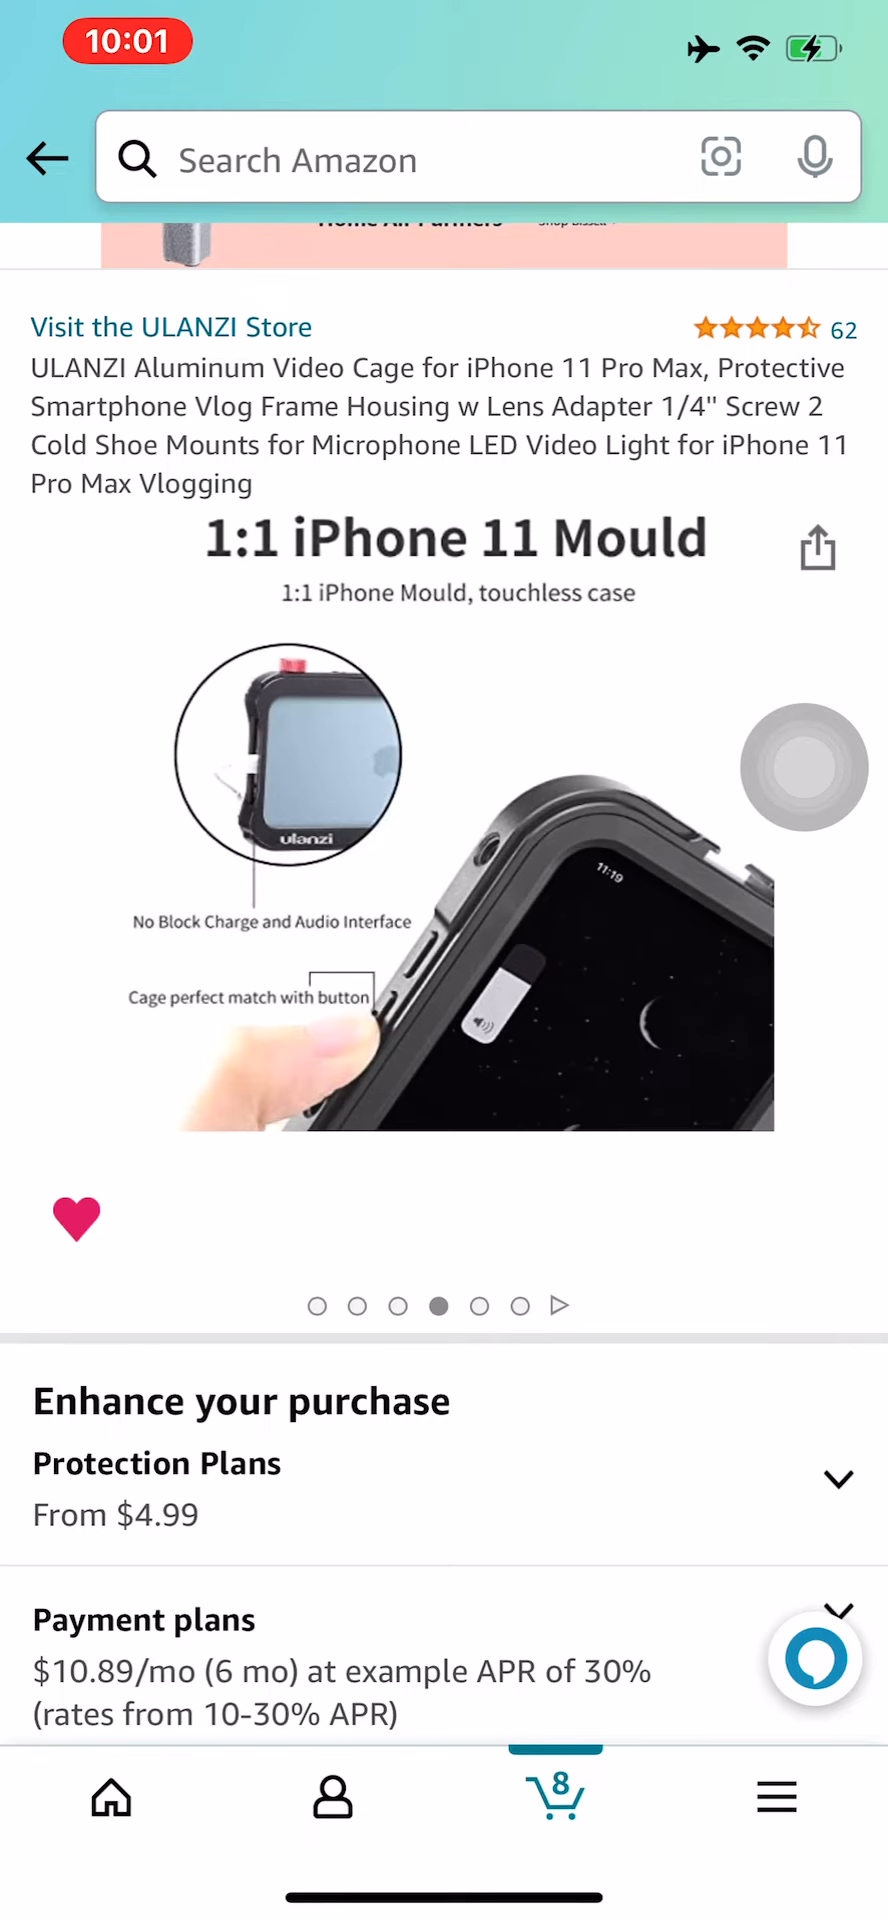 10:01
Search Amazon
Visit the ULANZI Store
62
ULANZI Aluminum Video Cage for iPhone 11 Pro Max, Protective
Smartphone Vlog Frame Housing w Lens Adapter 1/4" Screw 2
Cold Shoe Mounts for Microphone LED Video Light for iPhone 11
Pro Max Vlogging
1:1 iPhone 11 Mould
1:1 iPhone Mould, touchless case
ulanzi
11:19
No Block Charge and Audio Interface
Cage perfect match with button
Enhance your purchase
Protection Plans
From $4.99
Payment plans
$10.89/mo (6 mo) at example APR of 30%
(rates from 10-30% APR)
8